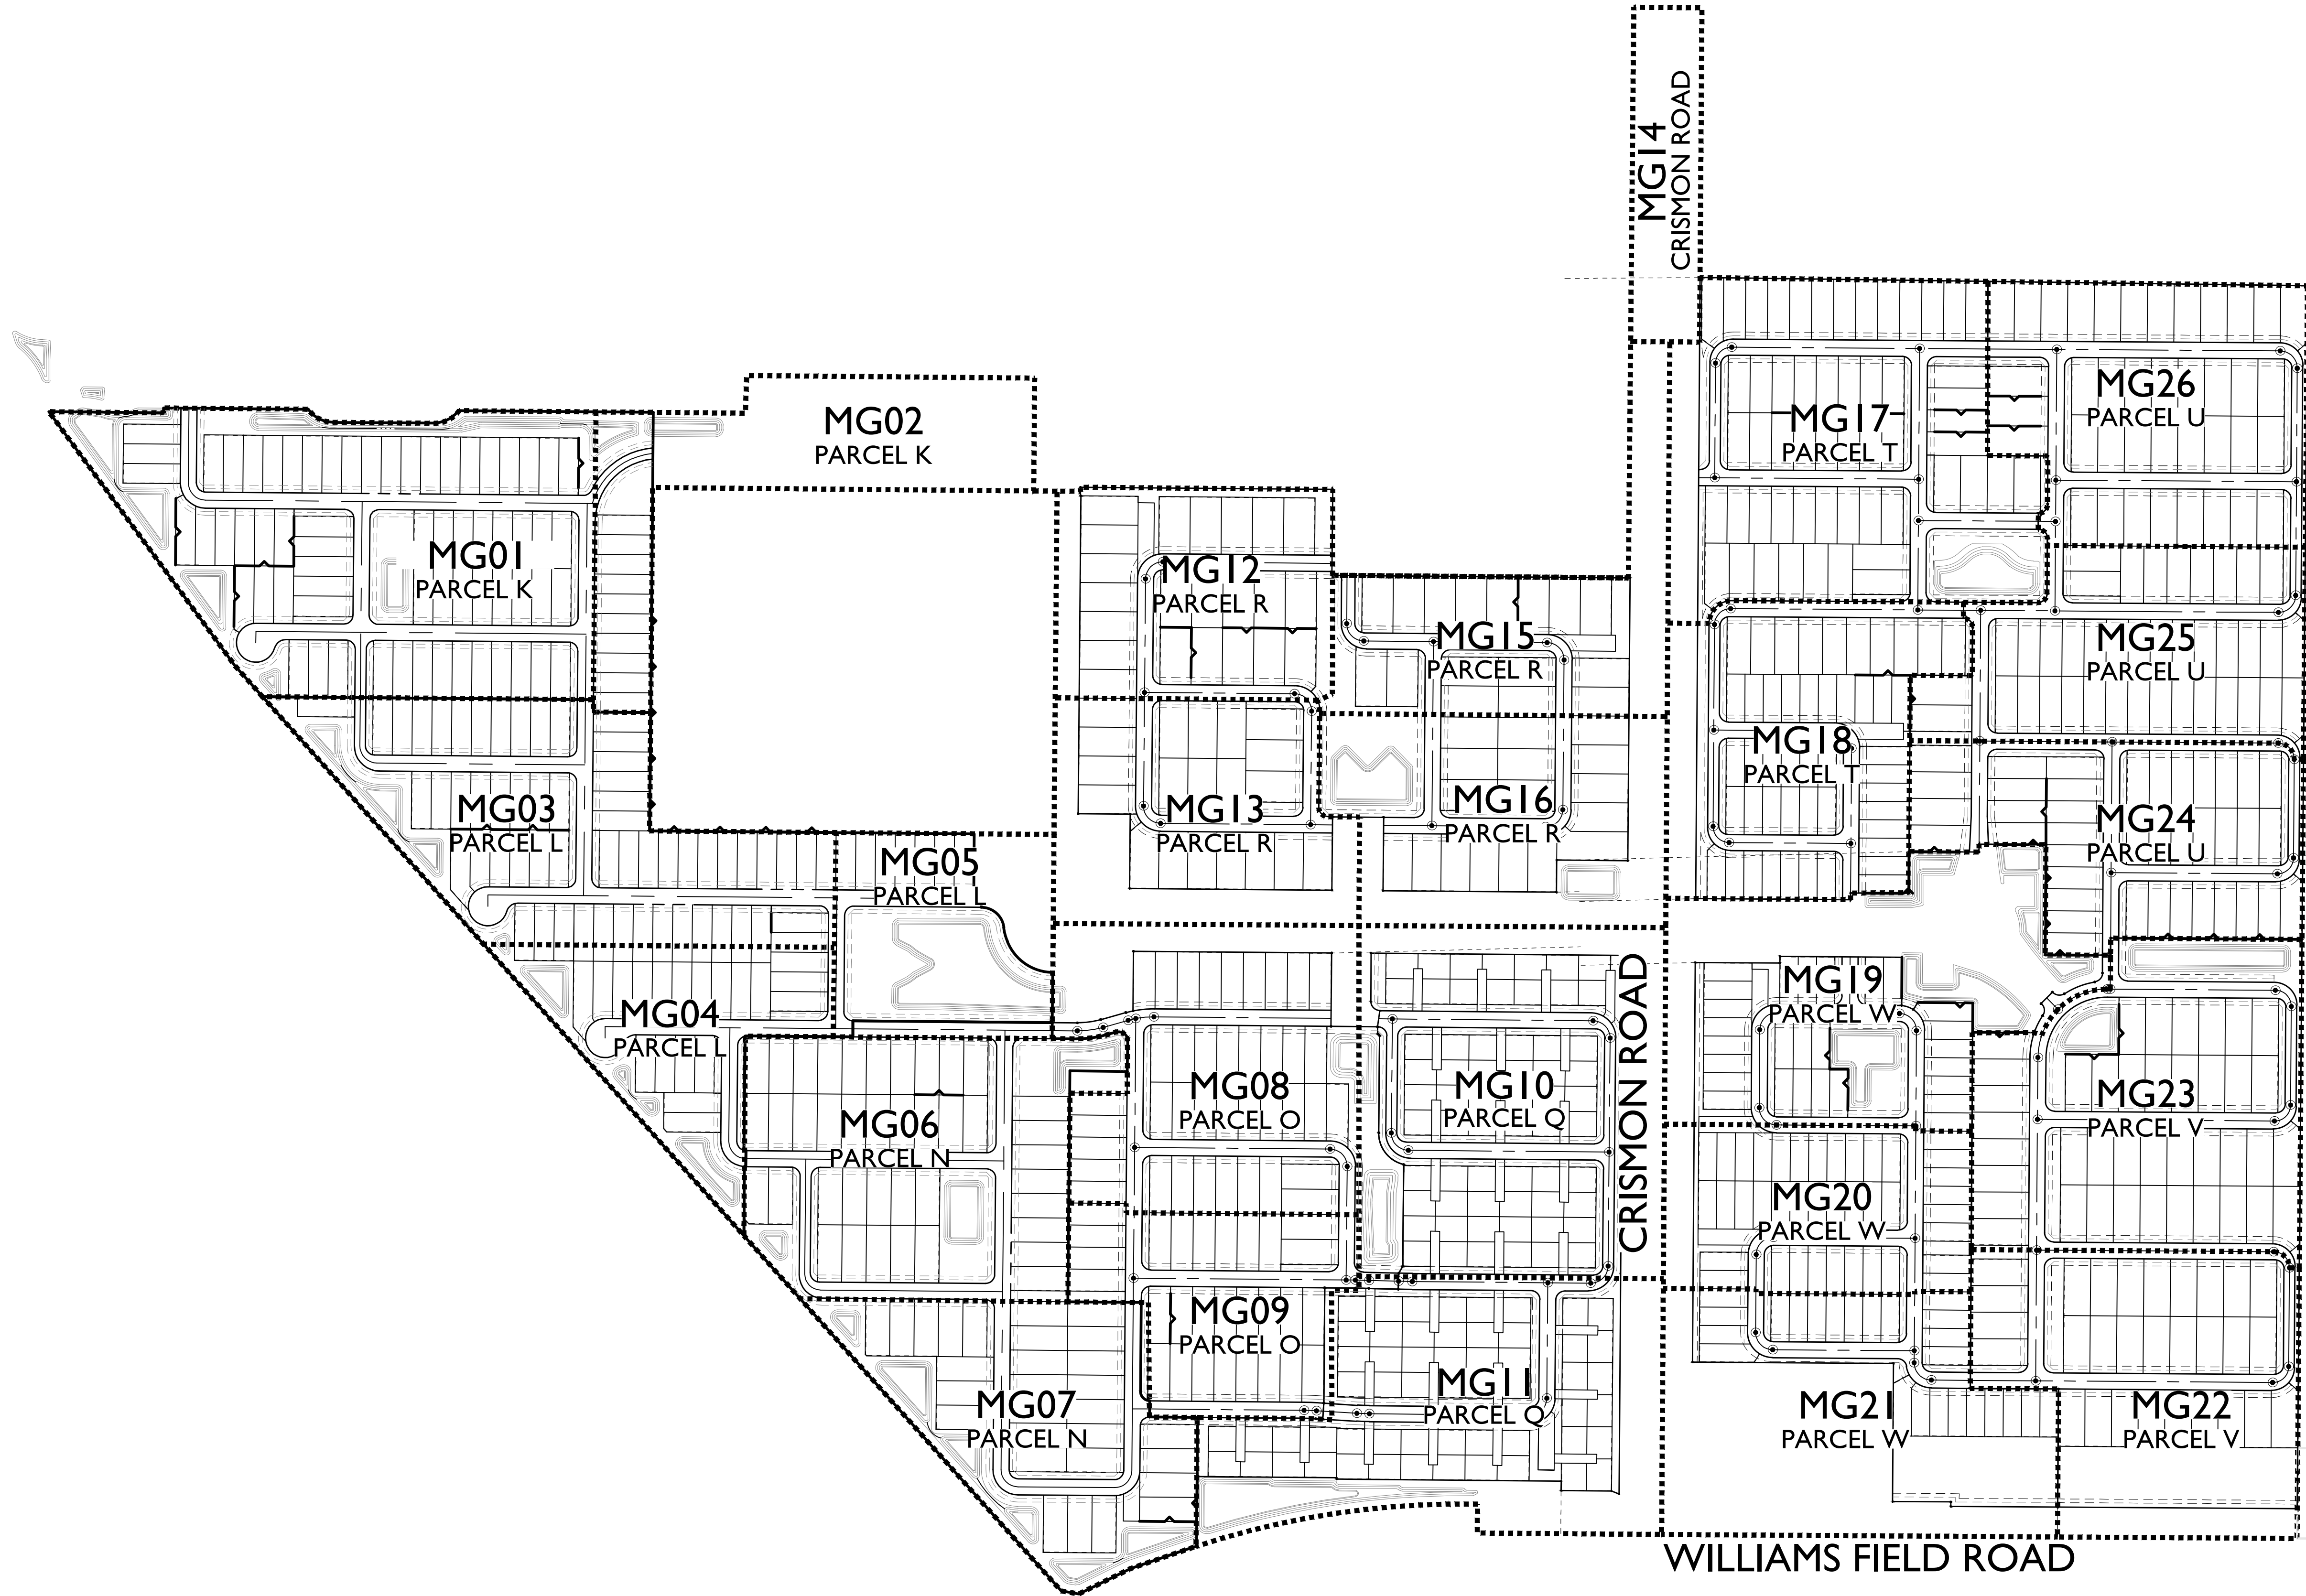 MG14
CRISMON ROAD
MG26
PARCEL U
MG02
PARCEL K
MG17
PARCEL T
MG01
PARCEL K
MG12
PARCEL R
MG15
PARCEL R
MG25
PARCEL U
MG18
PARCEL T
MG03
PARCEL L
MG13
PARCEL R
MG16
PARCEL R
MG24
PARCEL U
MG05
PARCEL L
MG19
PARCEL W
MG04
PARCEL L
CRISMON ROAD
MG08
PARCEL O
MG10
PARCEL Q
MG23
PARCEL V
MG06
PARCEL N
MG20
PARCEL W
MG09
PARCEL O
MG11
PARCEL Q
MG07
PARCEL N
MG21
PARCEL W
MG22
PARCEL V
WILLIAMS FIELD ROAD